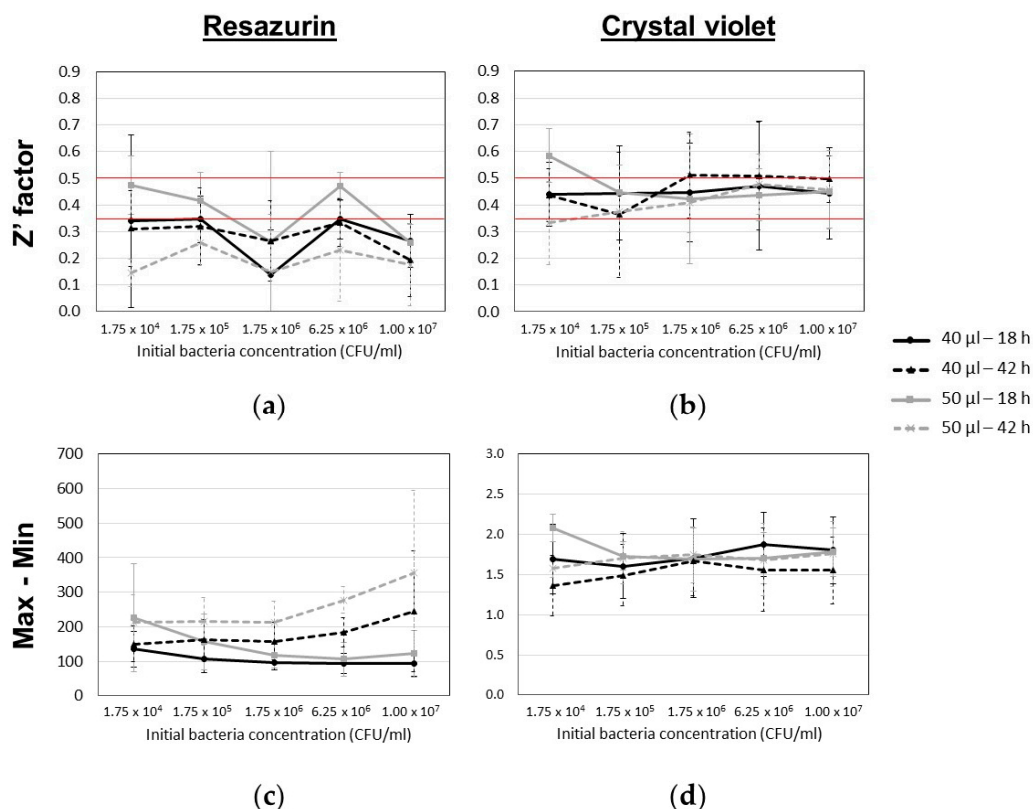 Resazurin
Crystal violet
Z' factor
0.9
0.8
0.7
0.6
0.5
0.4
0.3
0.2
0.1
0.0
1.75 x 10⁴ 1.75 x 10⁵ 1.75 x 10⁶ 6.25 x 10⁶ 1.00 x 10⁷
Initial bacteria concentration (CFU/ml)
(a)
0.9
0.8
0.7
0.6
0.5
0.4
0.3
0.2
0.1
0.0
1.75 x 10⁴ 1.75 x 10⁵ 1.75 x 10⁶ 6.25 x 10⁶ 1.00 x 10⁷
Initial bacteria concentration (CFU/ml)
(b)
40 µl – 18 h
40 µl – 42 h
50 µl – 18 h
50 µl – 42 h
Max - Min
700
600
500
400
300
200
100
0
1.75 x 10⁴ 1.75 x 10⁵ 1.75 x 10⁶ 6.25 x 10⁶ 1.00 x 10⁷
Initial bacteria concentration (CFU/ml)
(c)
3.0
2.5
2.0
1.5
1.0
0.5
0.0
1.75 x 10⁴ 1.75 x 10⁵ 1.75 x 10⁶ 6.25 x 10⁶ 1.00 x 10⁷
Initial bacteria concentration (CFU/ml)
(d)